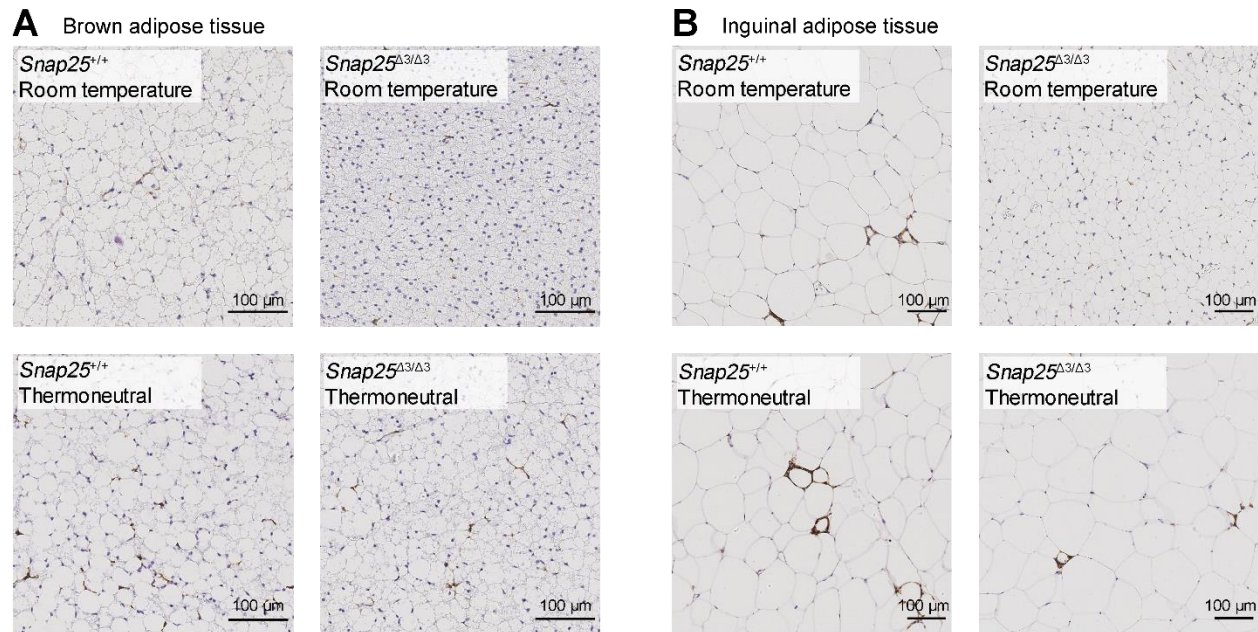 A Brown adipose tissue
Snap25+/+
Room temperature
100 µm
Snap25Δ3/Δ3
Room temperature
100 µm
Snap25+/+
Thermoneutral
100 µm
Snap25Δ3/Δ3
Thermoneutral
100 µm
B Inguinal adipose tissue
Snap25+/+
Room temperature
100 µm
Snap25Δ3/Δ3
Room temperature
100 µm
Snap25+/+
Thermoneutral
100 µm
Snap25Δ3/Δ3
Thermoneutral
100 µm